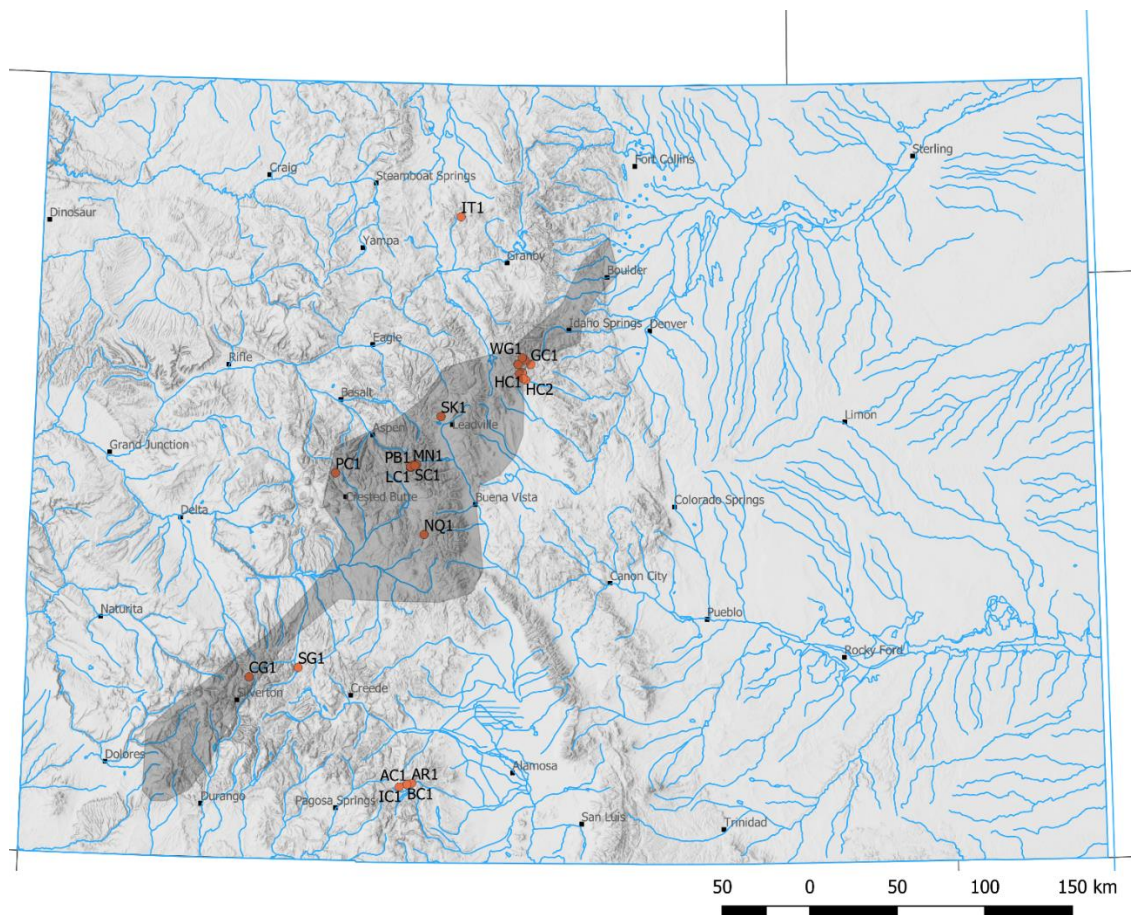 Fort Collins
Sterling
Craig
Steamboat Springs
Dinosaur
IT1
Yampa
Granby
Boulder
Idaho Springs
Denver
Eagle
WG1
GC1
Rifle
HC1
HC2
Basalt
SK1
Leadville
Limon
Aspen
Grand Junction
PB1
MN1
PC1
LC1
SC1
Crested Butte
Buena Vista
Colorado Springs
Delta
NQ1
Canon City
Naturita
Pueblo
Rocky Ford
SG1
CG1
Silverton
Creede
Dolores
AC1
AR1
Alamosa
IC1
BC1
Durango
Pagosa Springs
San Luis
Trinidad
50 0 50 100 150 km